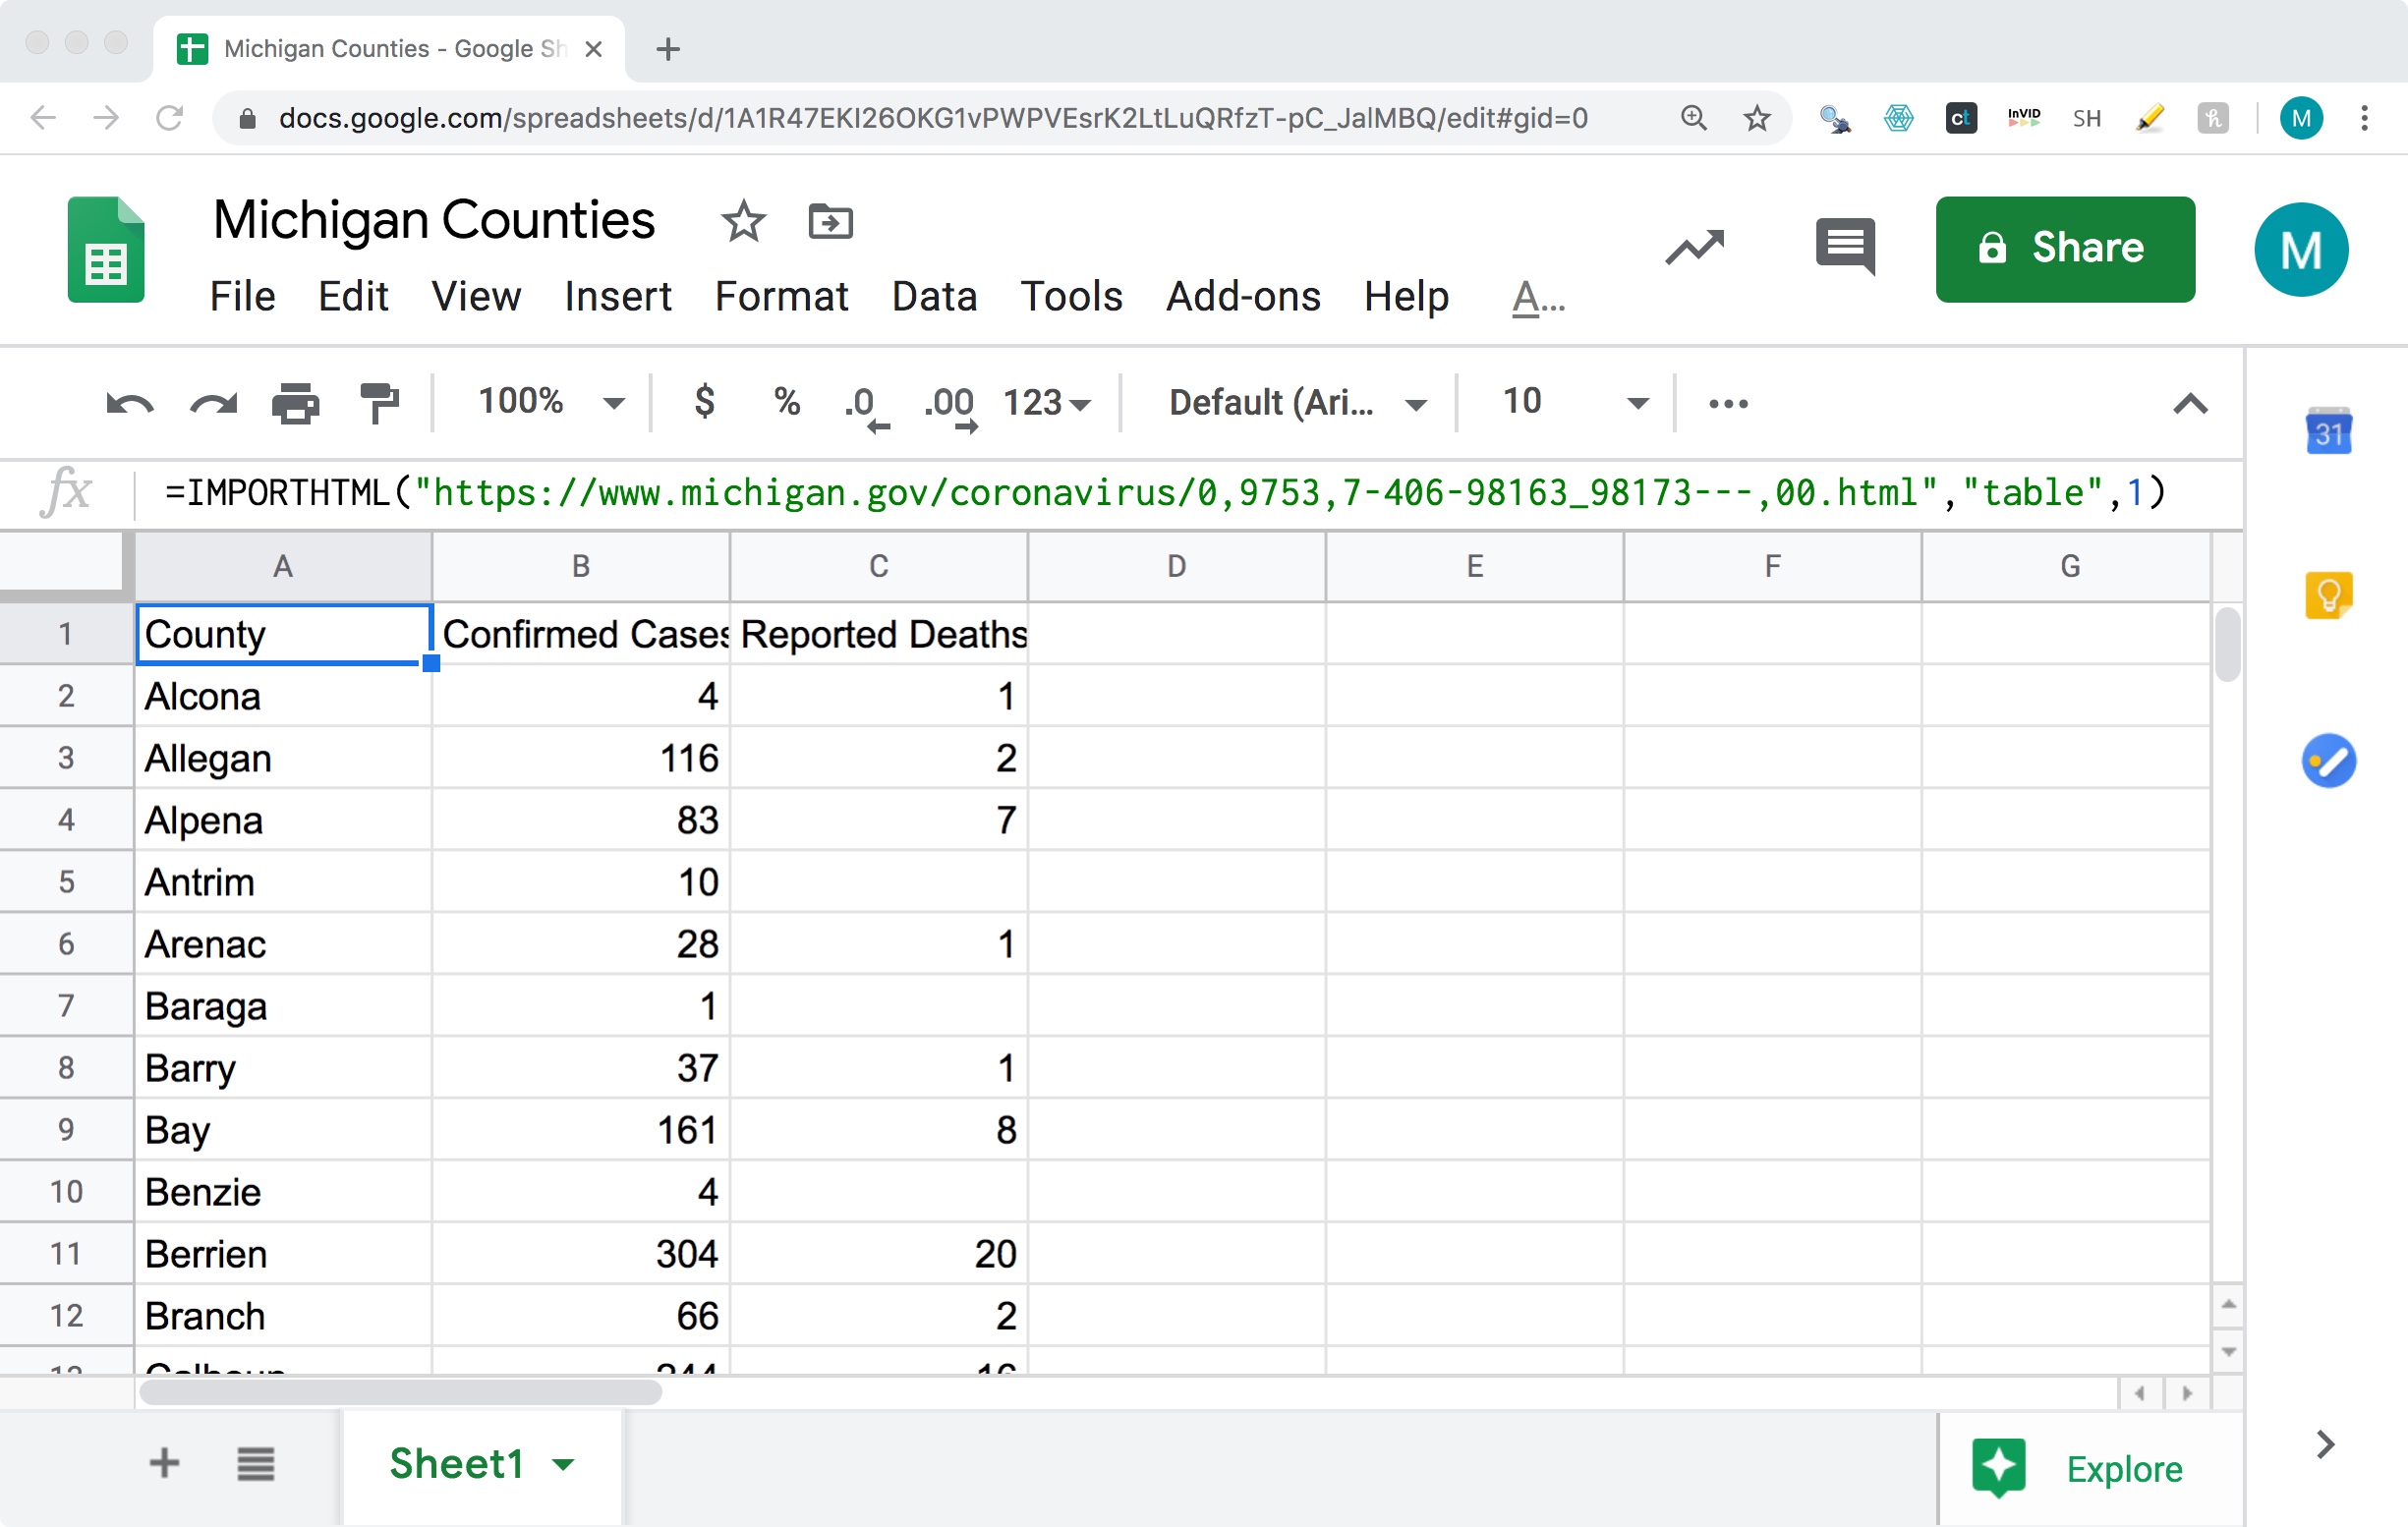 Michigan Counties - Google Sh
docs.google.com/spreadsheets/d/1A1R47EKI26OKG1vPWPVEsrK2LtLuQRfzT-pC_JalMBQ/edit#gid=0
ct
InVID
SH
h
M
Michigan Counties
File Edit View Insert Format Data Tools Add-ons Help A...
Share
M
100% $ % .0 .00 123 Default (Ari... 10
31
fx =IMPORTHTML("https://www.michigan.gov/coronavirus/0,9753,7-406-98163_98173---,00.html","table",1)
A B C D E F G
1 County Confirmed Cases Reported Deaths
2 Alcona 4 1
3 Allegan 116 2
4 Alpena 83 7
5 Antrim 10
6 Arenac 28 1
7 Baraga 1
8 Barry 37 1
9 Bay 161 8
10 Benzie 4
11 Berrien 304 20
12 Branch 66 2
Sheet1
Explore